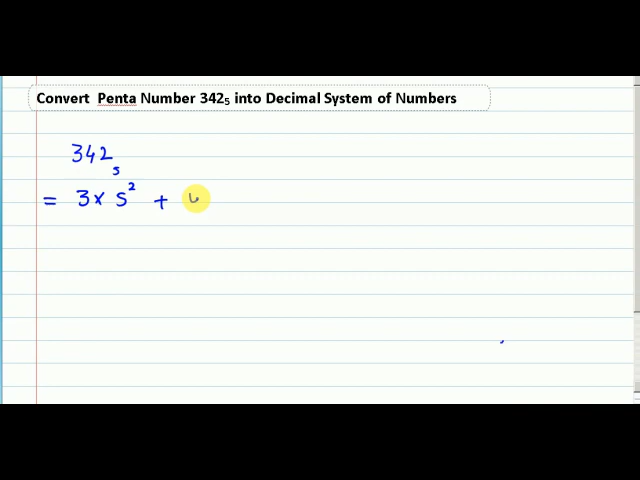 Convert Penta Number 342₅ into Decimal System of Numbers
342₅
= 3 × 5² +